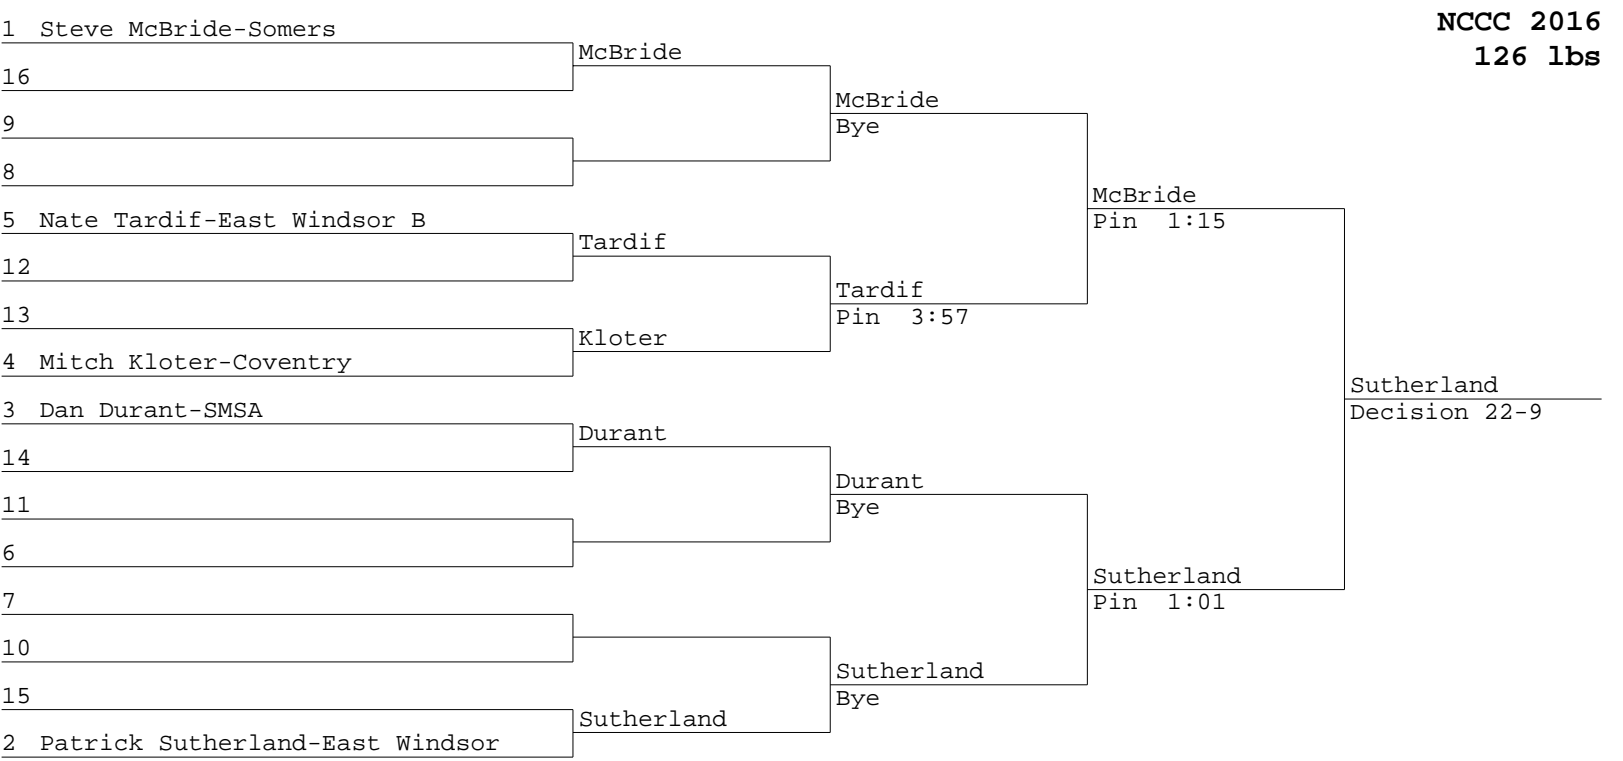 NCCC 2016
126 lbs
1 Steve McBride-Somers
McBride
16
McBride
Bye
9
8
McBride
Pin 1:15
5 Nate Tardif-East Windsor B
Tardif
12
Tardif
Pin 3:57
13
Kloter
4 Mitch Kloter-Coventry
Sutherland
Decision 22-9
3 Dan Durant-SMSA
Durant
14
Durant
Bye
11
6
Sutherland
Pin 1:01
7
10
Sutherland
Bye
15
Sutherland
2 Patrick Sutherland-East Windsor